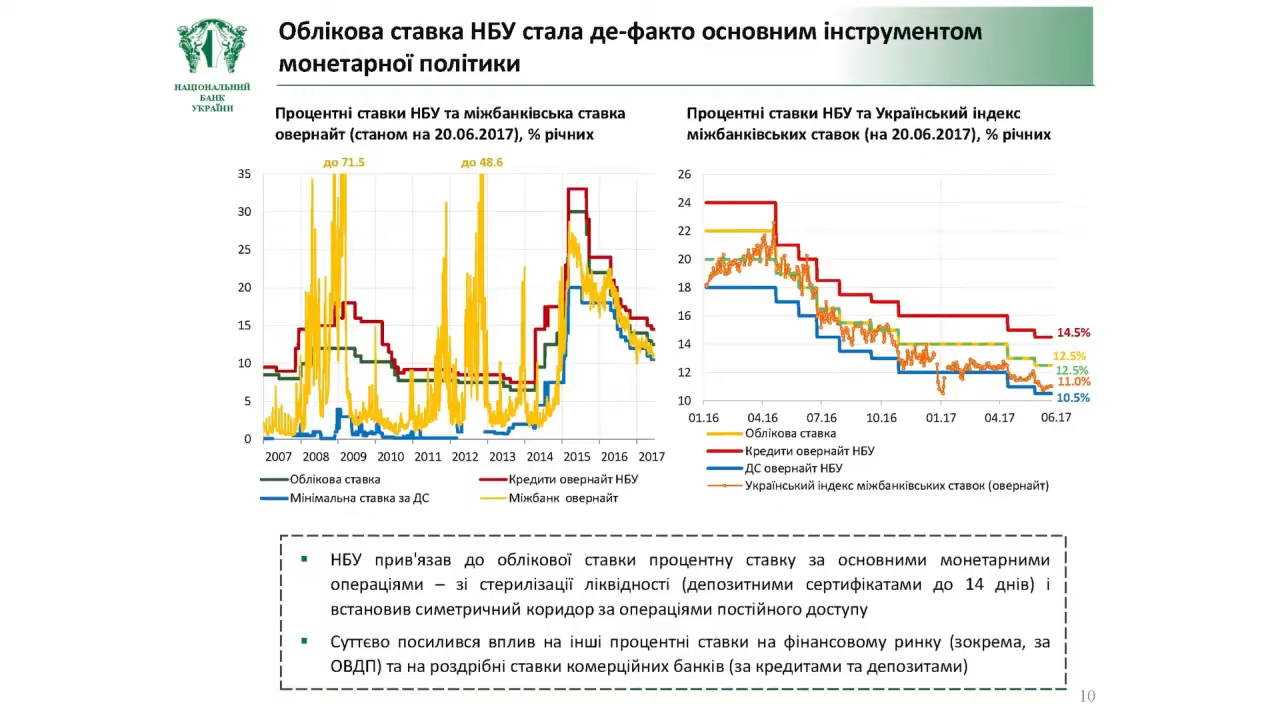 Облікова ставка НБУ стала де-факто основним інструментом
монетарної політики
НАЦІОНАЛЬНИЙ
БАНК
УКРАЇНИ
Процентні ставки НБУ та міжбанківська ставка
овернайт (станом на 20.06.2017), % річних
до 71.5
до 48.6
35
30
25
20
15
10
5
0
2007 2008 2009 2010 2011 2012 2013 2014 2015 2016 2017
Облікова ставка
Кредити овернайт НБУ
Мінімальна ставка за ДС
Міжбанк овернайт
Процентні ставки НБУ та Український індекс
міжбанківських ставок (на 20.06.2017), % річних
26
24
22
20
18
16
14
12
10
14.5%
12.5%
12.5%
11.0%
10.5%
01.16 04.16 07.16 10.16 01.17 04.17 06.17
Облікова ставка
Кредити овернайт НБУ
ДС овернайт НБУ
Український індекс міжбанківських ставок (овернайт)
▪ НБУ прив'язав до облікової ставки процентну ставку за основними монетарними
операціями – зі стерилізації ліквідності (депозитними сертифікатами до 14 днів) і
встановив симетричний коридор за операціями постійного доступу
▪ Суттєво посилився вплив на інші процентні ставки на фінансовому ринку (зокрема, за
ОВДП) та на роздрібні ставки комерційних банків (за кредитами та депозитами)
10